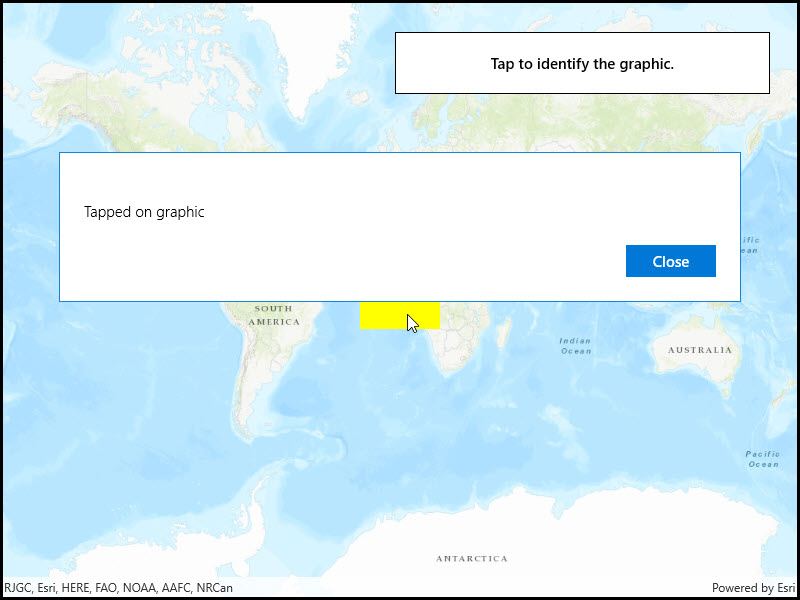 Tap to identify the graphic.
Tapped on graphic
Close
SOUTH
AMERICA
Indian
Ocean
AUSTRALIA
Pacific
Ocean
ANTARCTICA
RJGC, Esri, HERE, FAO, NOAA, AAFC, NRCan
Powered by Esri